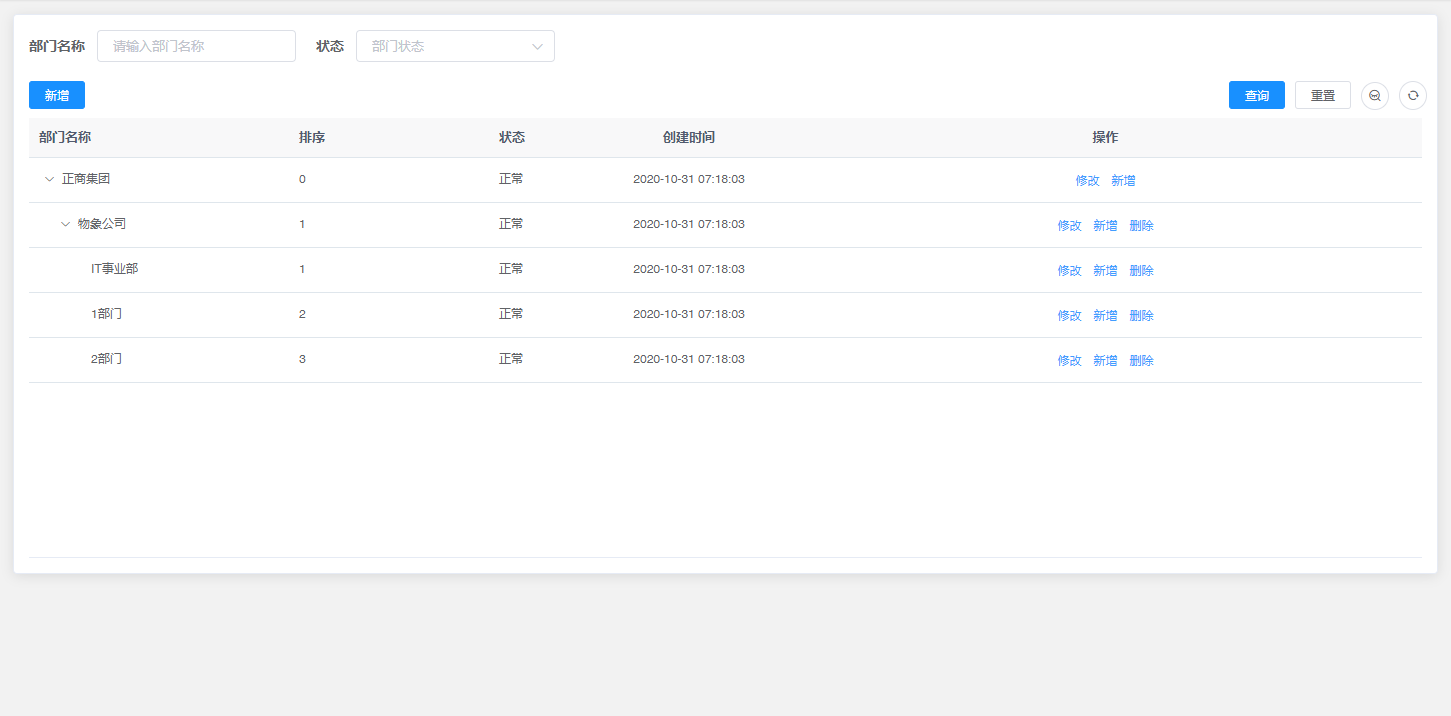 部门名称 请输入部门名称 状态 部门状态
新增 查询 重置
部门名称 排序 状态 创建时间 操作
正商集团 0 正常 2020-10-31 07:18:03 修改 新增
物象公司 1 正常 2020-10-31 07:18:03 修改 新增 删除
IT事业部 1 正常 2020-10-31 07:18:03 修改 新增 删除
1部门 2 正常 2020-10-31 07:18:03 修改 新增 删除
2部门 3 正常 2020-10-31 07:18:03 修改 新增 删除